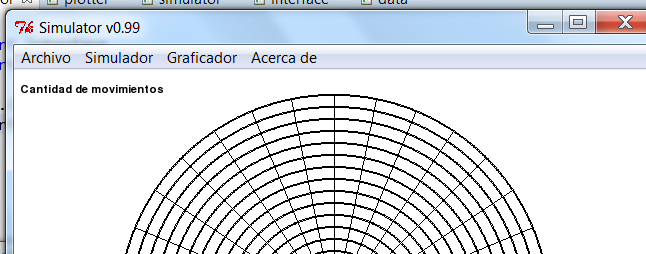 plotter simulator interface data
Simulator v0.99
Archivo Simulador Graficador Acerca de
Cantidad de movimientos